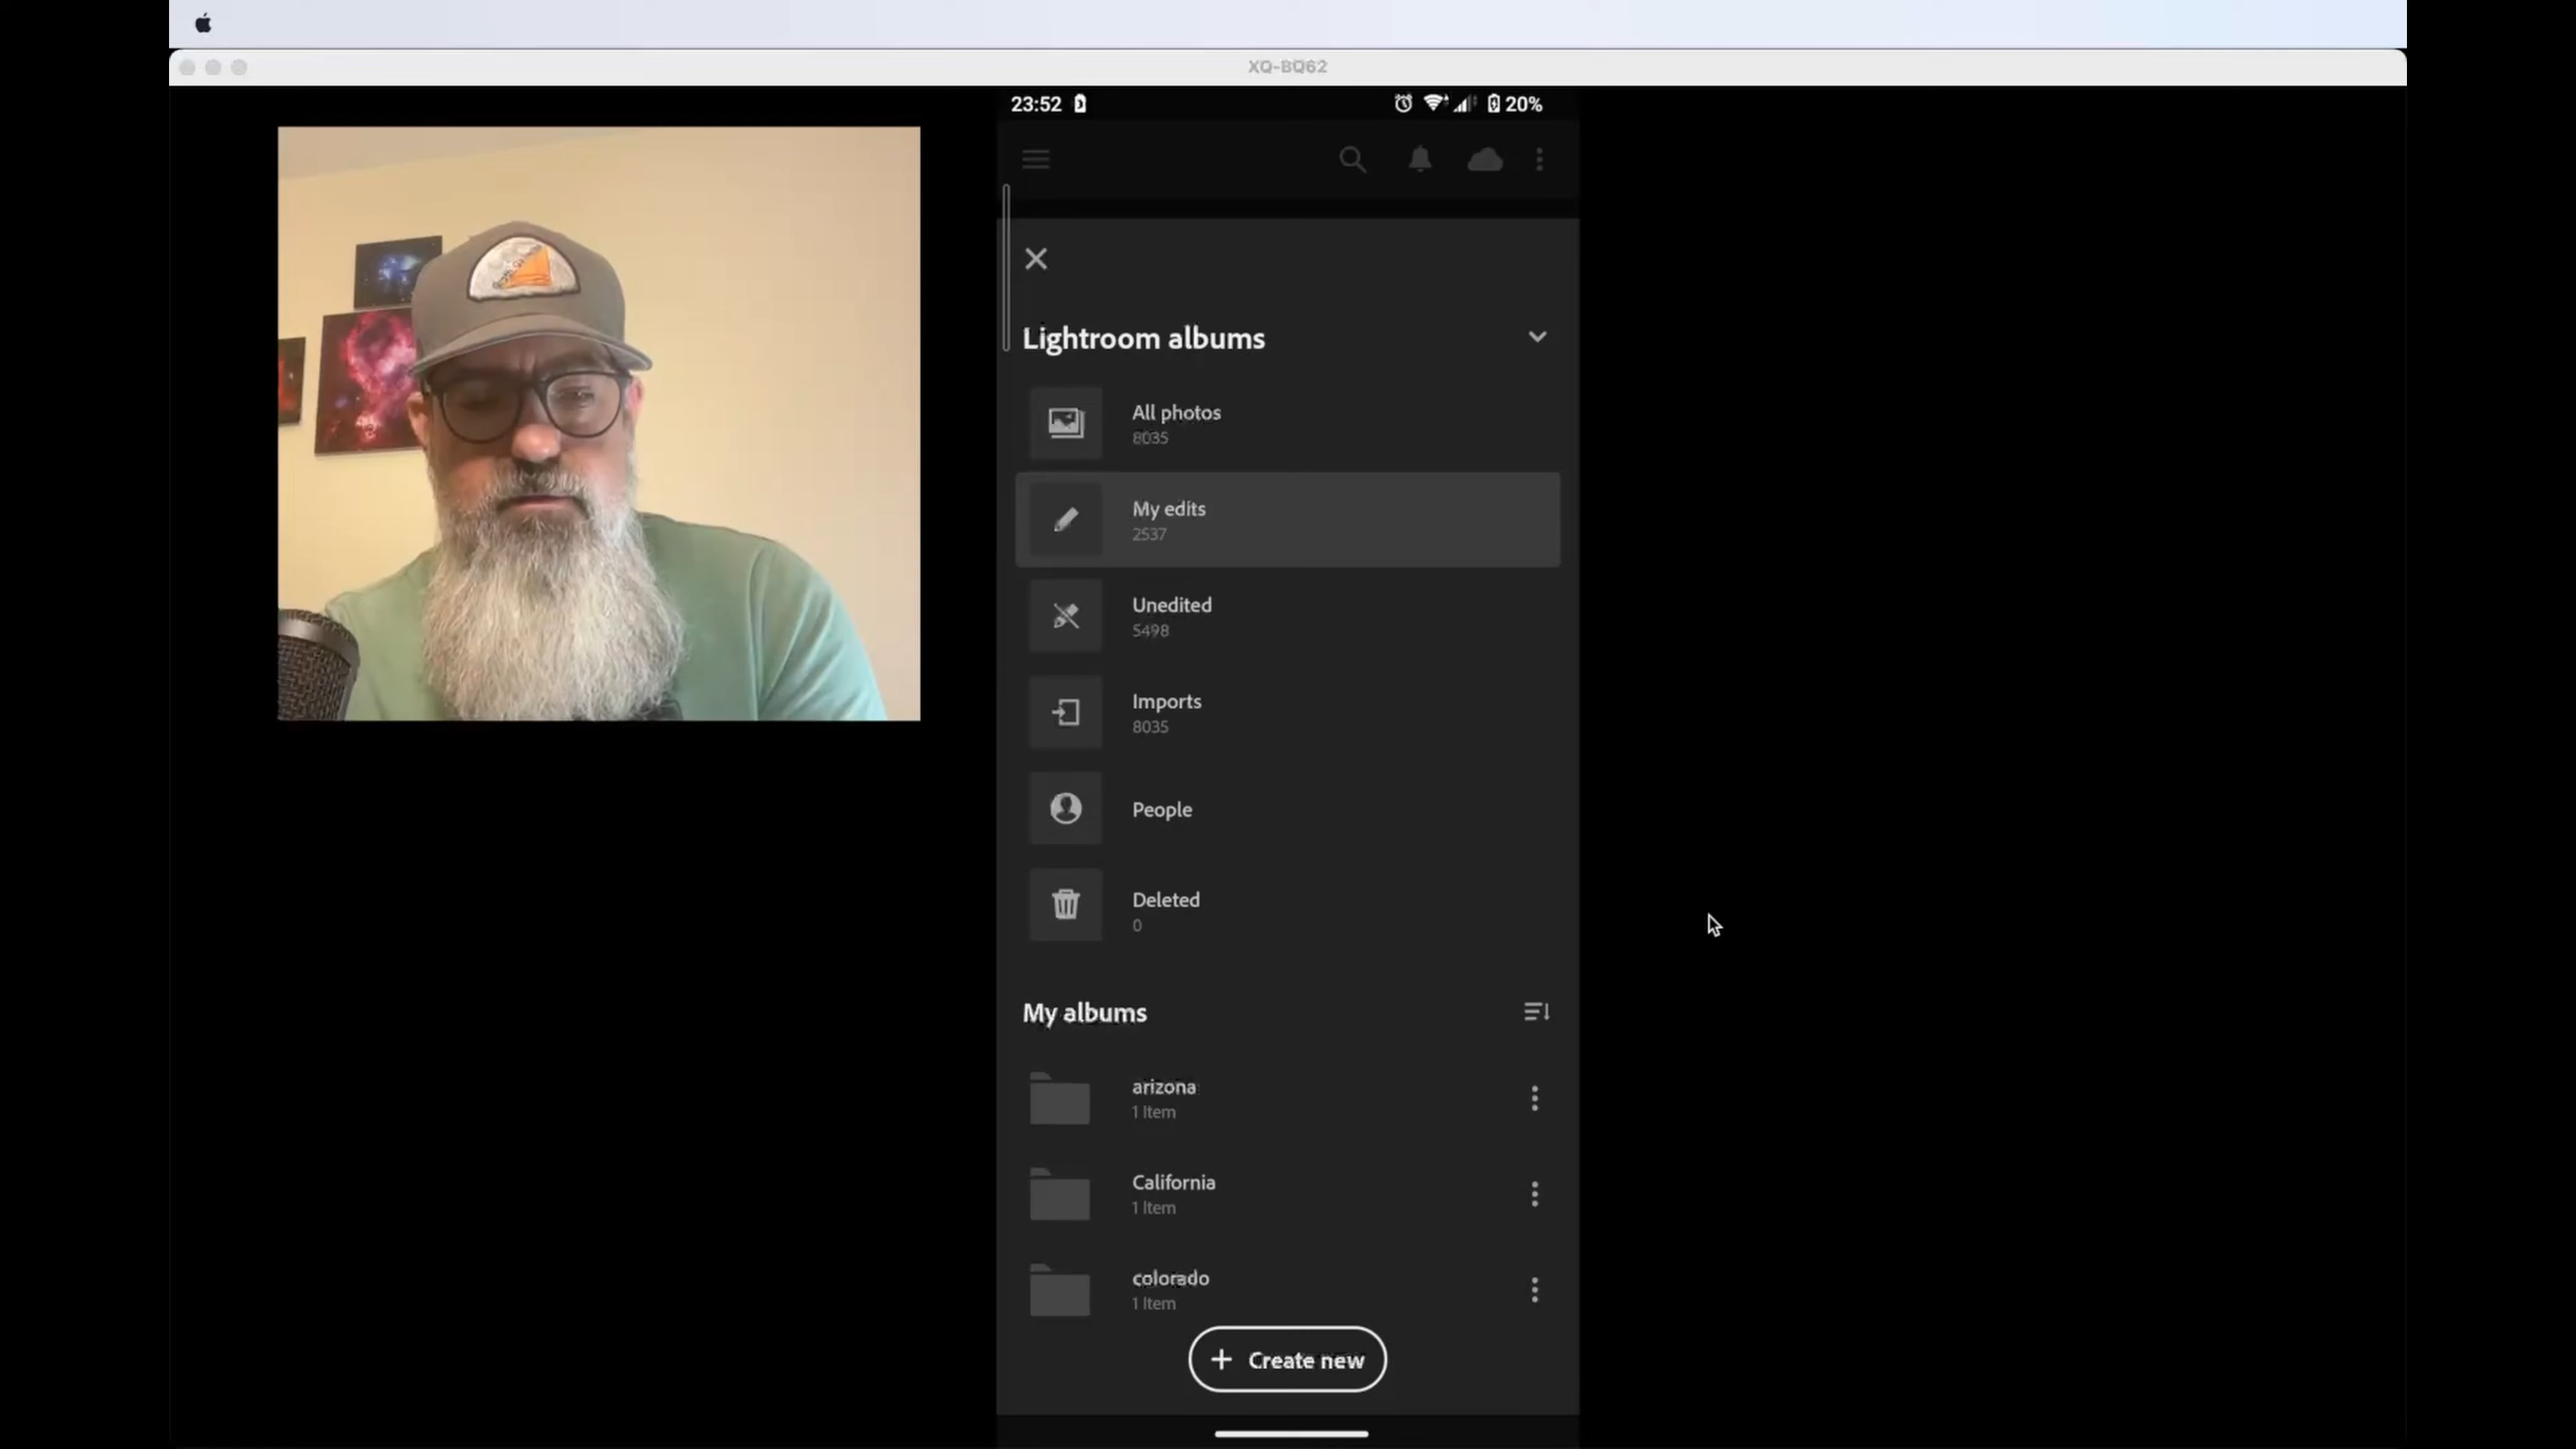 XQ-BQ62
23:52
20%
Lightroom albums
All photos
8035
My edits
2537
Unedited
5498
Imports
8035
People
Deleted
0
My albums
arizona
1 Item
California
1 Item
colorado
1 Item
+ Create new